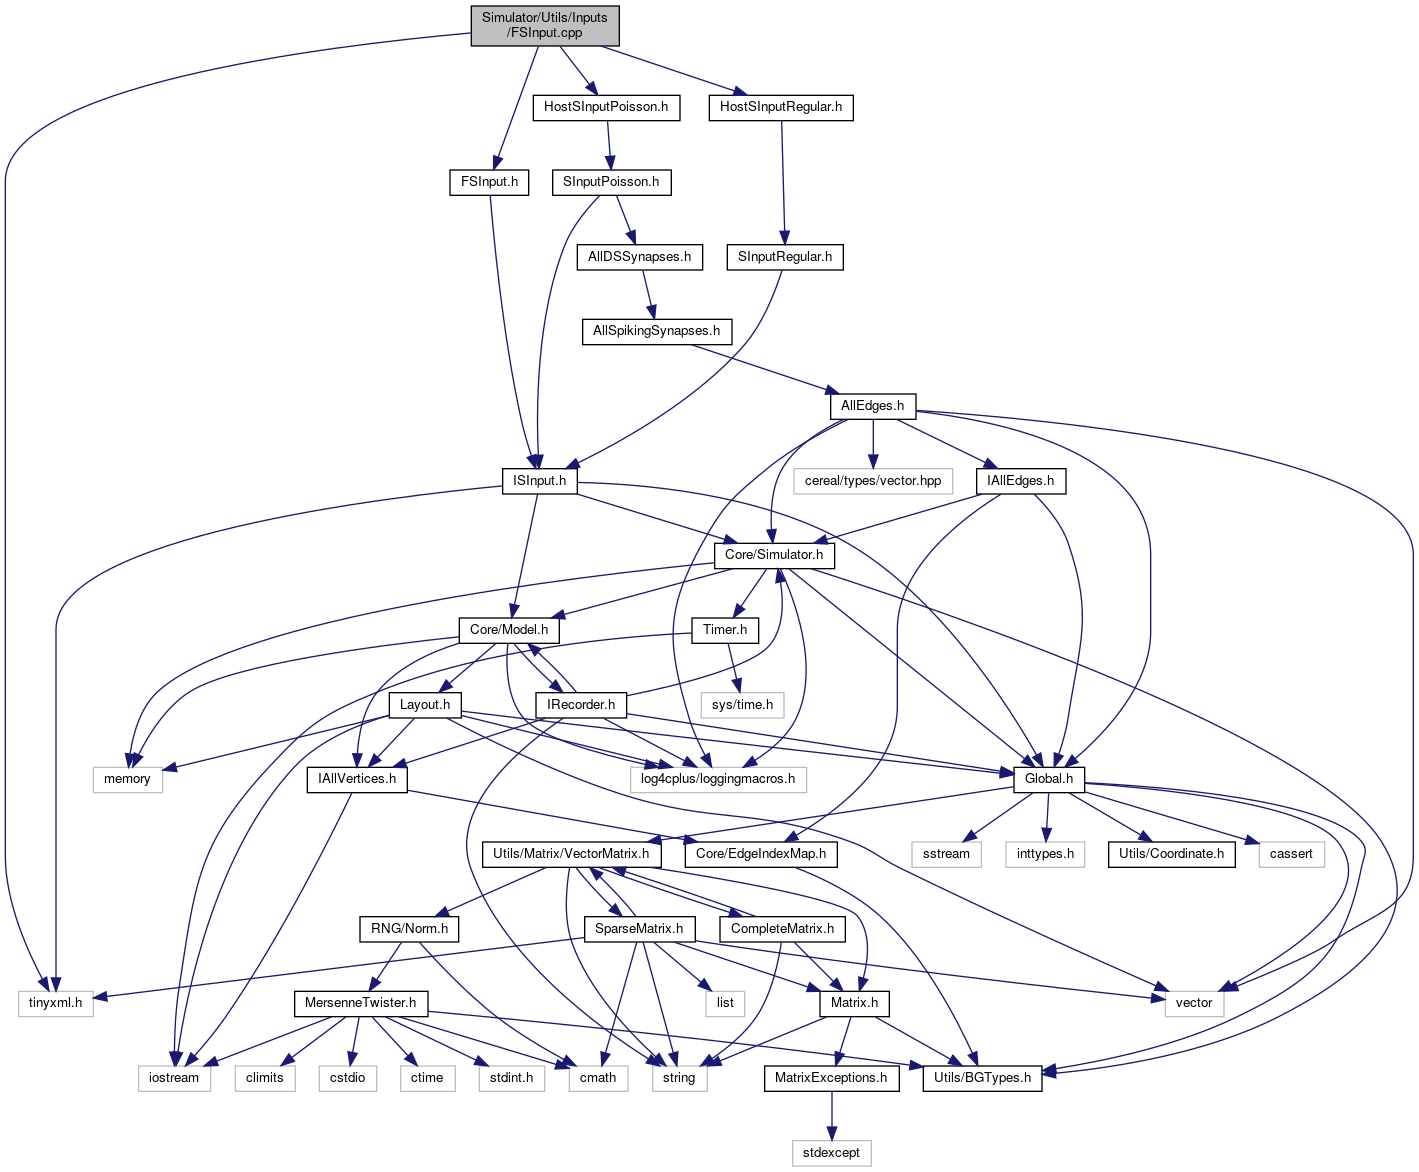 Simulator/Utils/Inputs
/FSInput.cpp
HostSInputPoisson.h
HostSInputRegular.h
FSInput.h
SInputPoisson.h
AllDSSynapses.h
SInputRegular.h
AllSpikingSynapses.h
AllEdges.h
ISInput.h
cereal/types/vector.hpp
IAllEdges.h
Core/Simulator.h
Core/Model.h
Timer.h
Layout.h
IRecorder.h
sys/time.h
memory
IAllVertices.h
log4cplus/loggingmacros.h
Global.h
Utils/Matrix/VectorMatrix.h
Core/EdgeIndexMap.h
sstream
inttypes.h
Utils/Coordinate.h
cassert
RNG/Norm.h
SparseMatrix.h
CompleteMatrix.h
tinyxml.h
MersenneTwister.h
list
Matrix.h
vector
iostream
climits
cstdio
ctime
stdint.h
cmath
string
MatrixExceptions.h
Utils/BGTypes.h
stdexcept